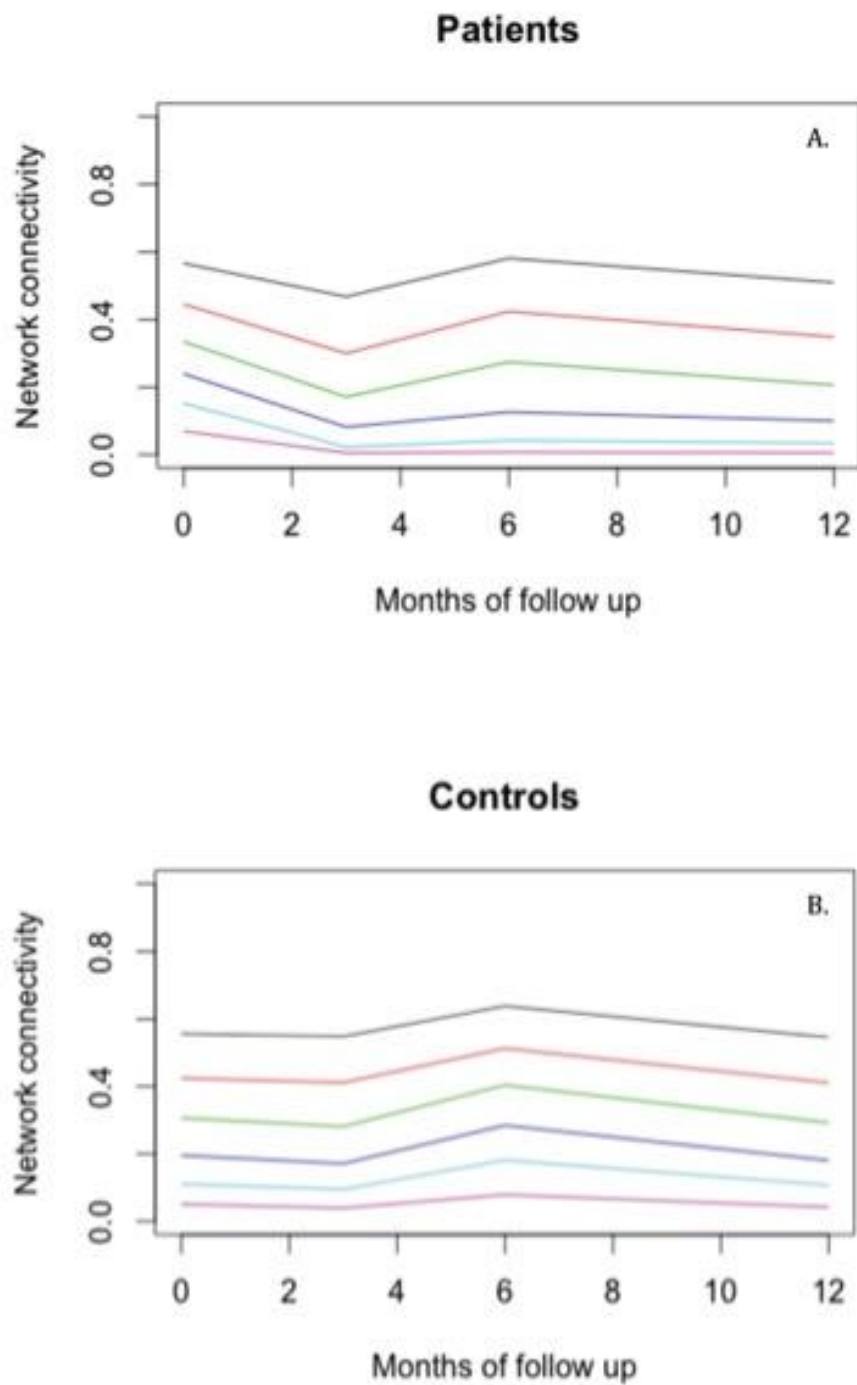 Patients
A.
Network connectivity
0.8
0.4
0.0
0 2 4 6 8 10 12
Months of follow up
Controls
B.
Network connectivity
0.8
0.4
0.0
0 2 4 6 8 10 12
Months of follow up